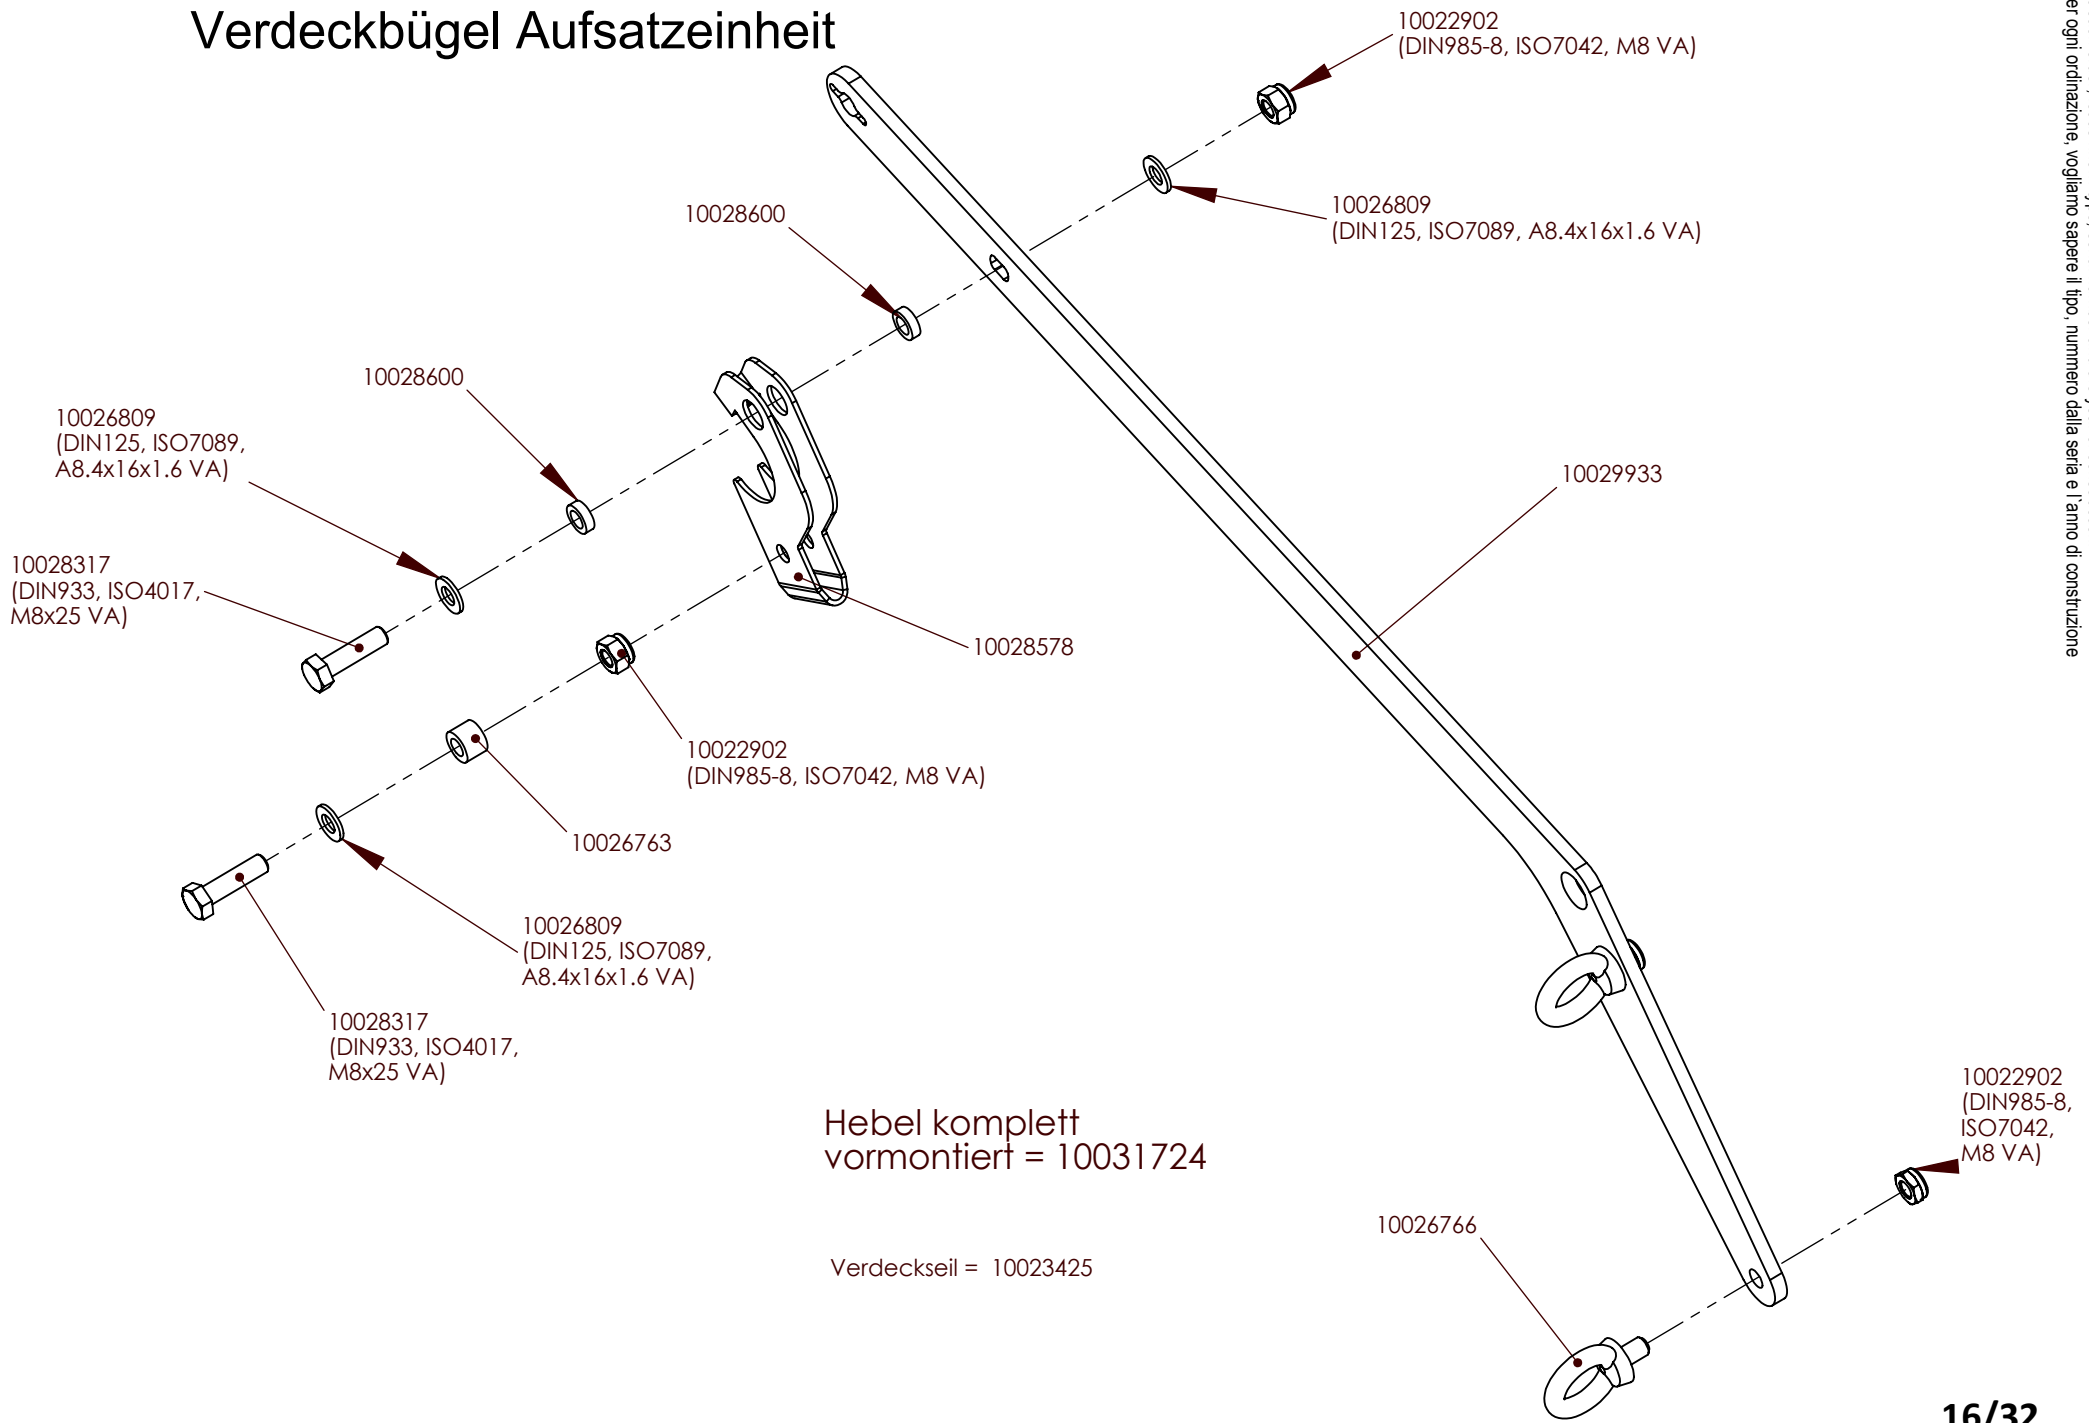 Verdeckbügel Aufsatzeinheit
10022902
(DIN985-8, ISO7042, M8 VA)
10026809
(DIN125, ISO7089, A8.4x16x1.6 VA)
10028600
10028600
10026809
(DIN125, ISO7089,
A8.4x16x1.6 VA)
10028317
(DIN933, ISO4017,
M8x25 VA)
10029933
10028578
10022902
(DIN985-8, ISO7042, M8 VA)
10026763
10026809
(DIN125, ISO7089,
A8.4x16x1.6 VA)
10028317
(DIN933, ISO4017,
M8x25 VA)
Hebel komplett
vormontiert = 10031724
Verdeckseil = 10023425
10022902
(DIN985-8,
ISO7042,
M8 VA)
10026766
er ogni ordinazione, vogliamo sapere il tipo, nummero dalla seria e l`anno di construzione
16/32